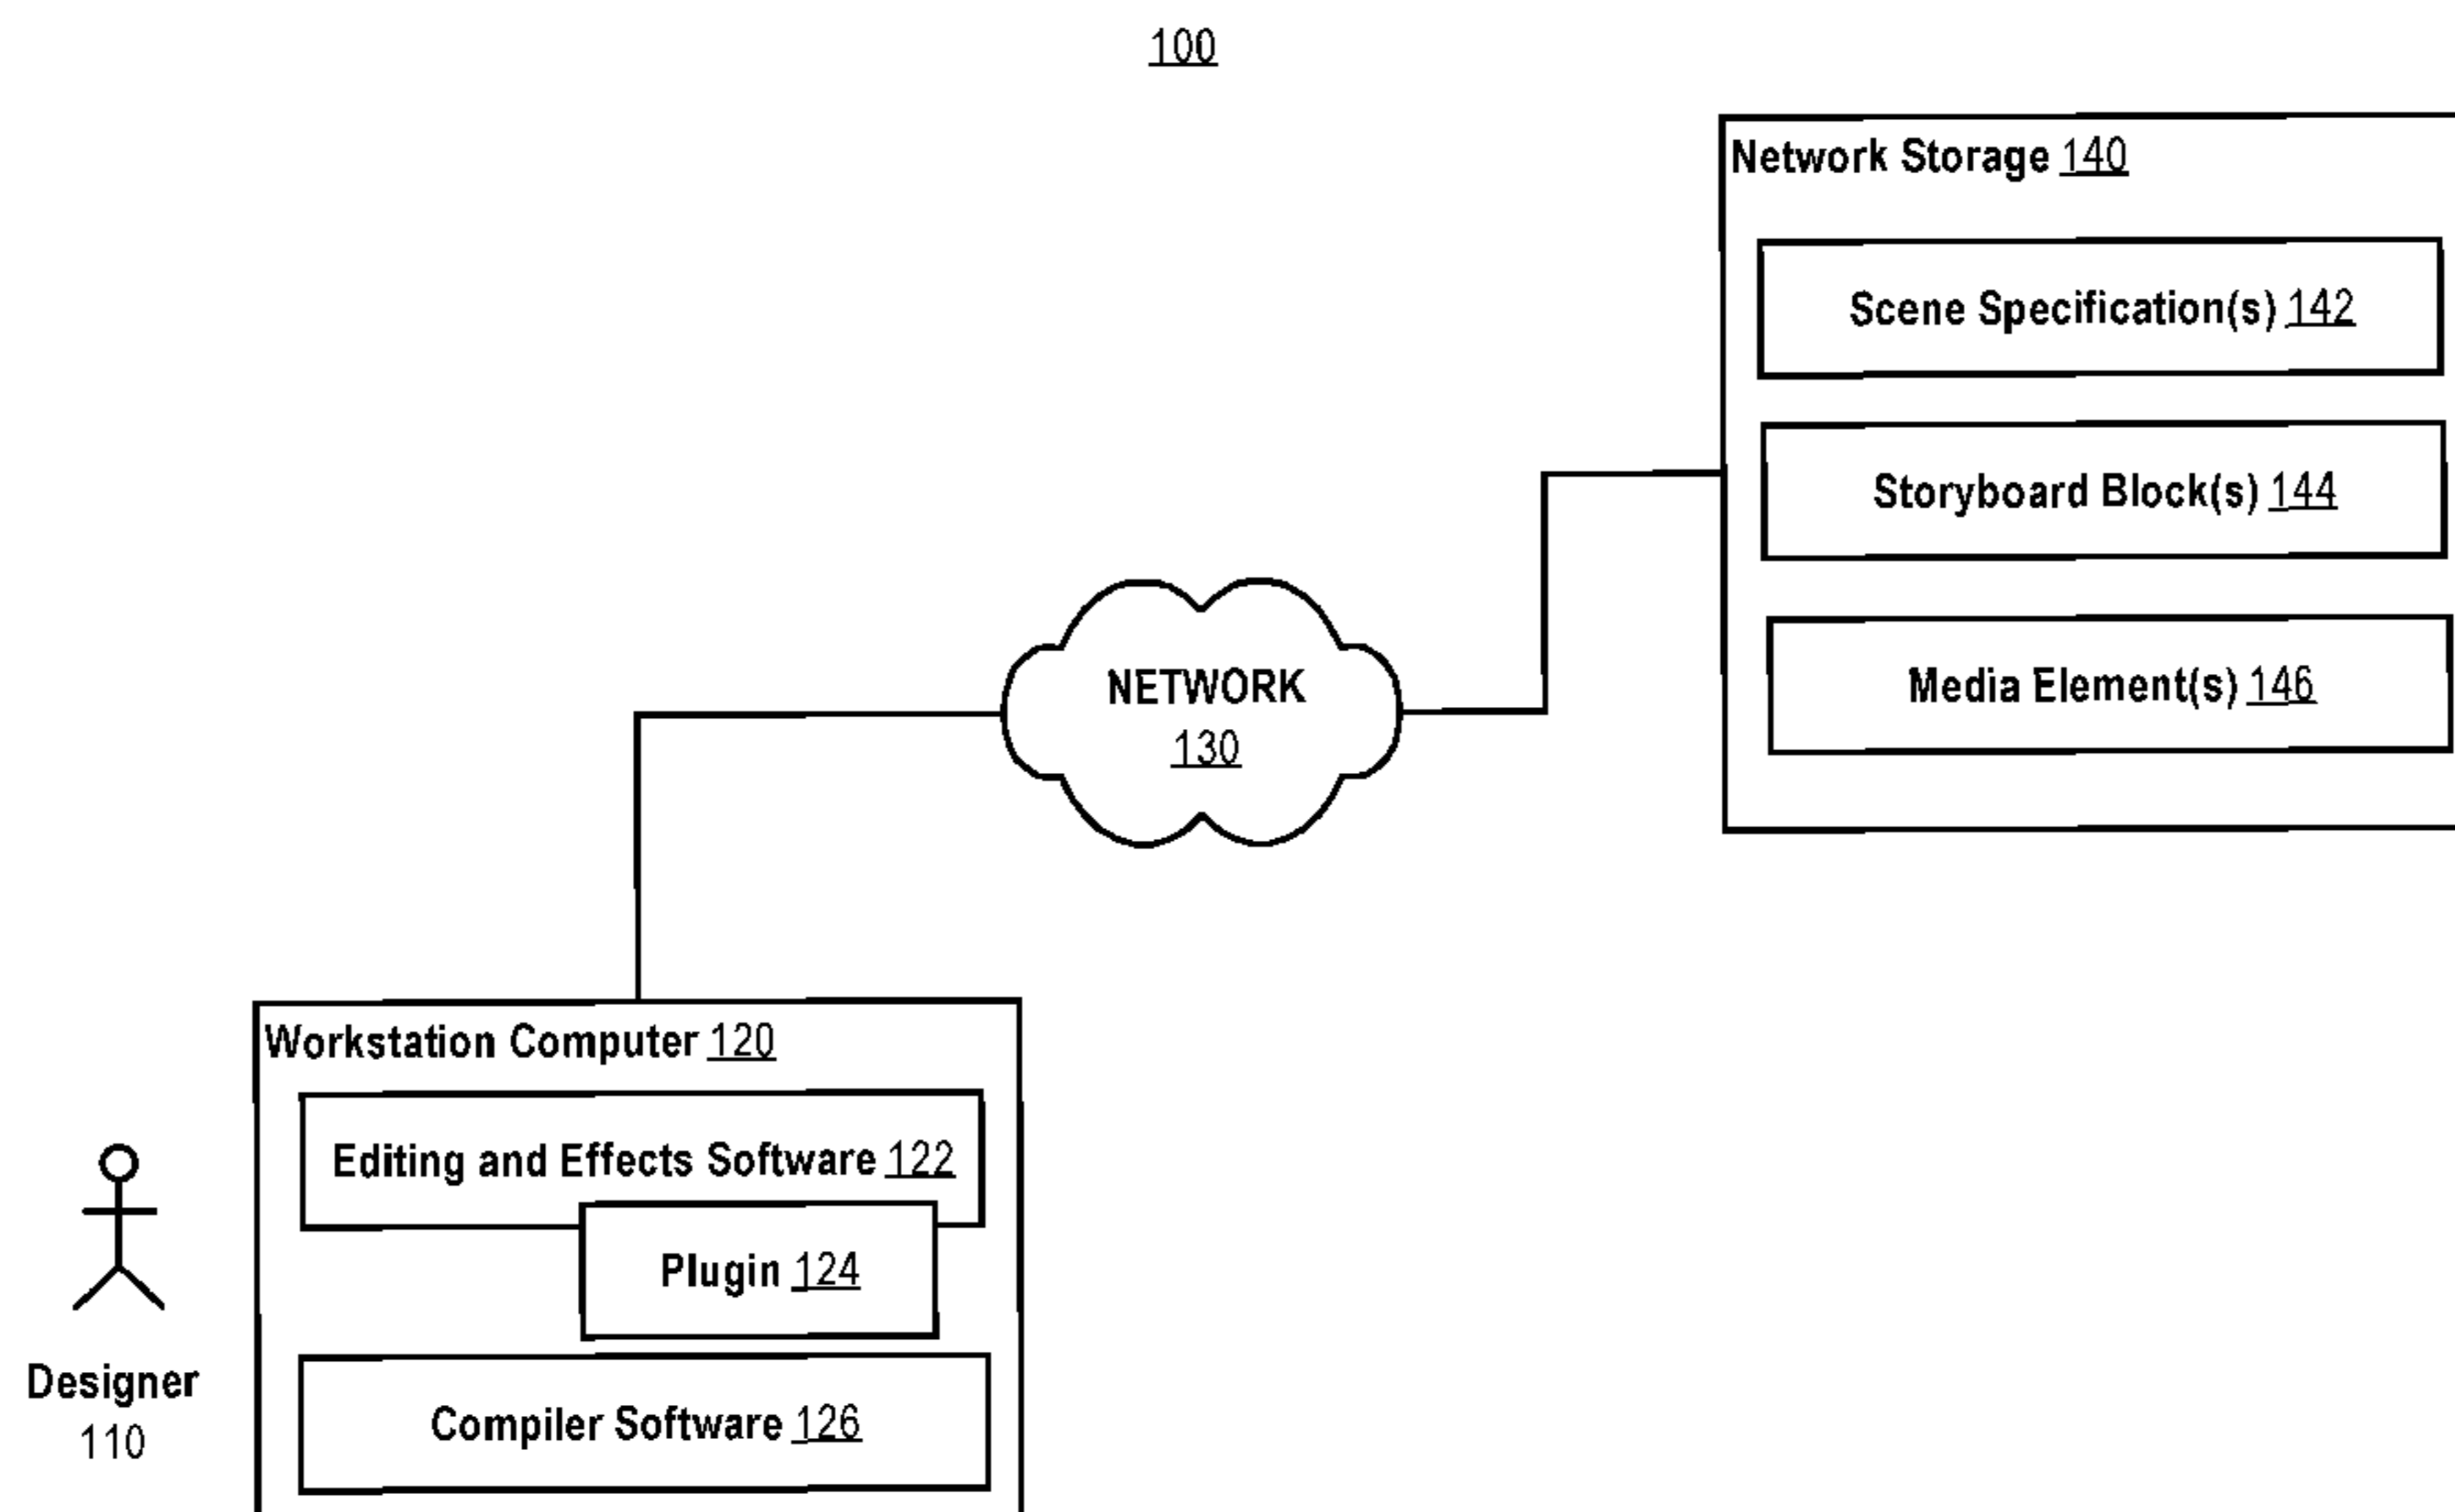 100
Network Storage 140
Scene Specification(s) 142
Storyboard Block(s) 144
Media Element(s) 146
NETWORK
130
Workstation Computer 120
Editing and Effects Software 122
Plugin 124
Compiler Software 126
Designer
110